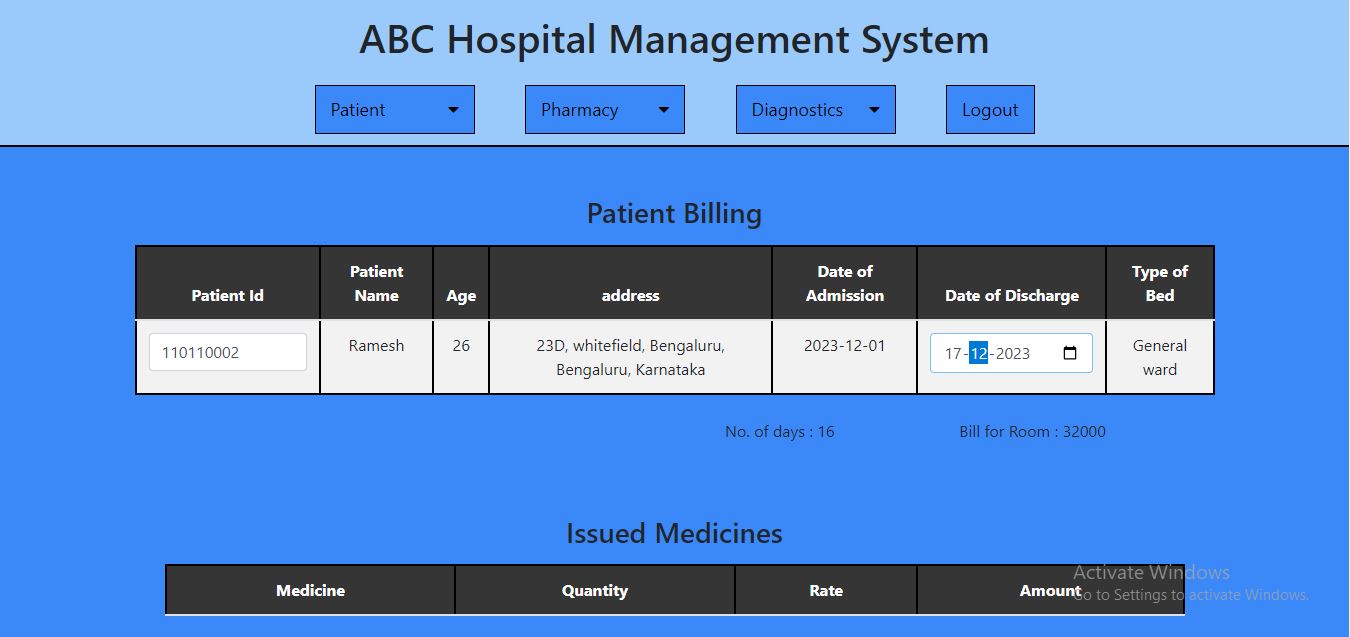 ABC Hospital Management System
Patient Pharmacy Diagnostics Logout
Patient Billing
Patient Id Patient Name Age address Date of Admission Date of Discharge Type of Bed
110110002 Ramesh 26 23D, whitefield, Bengaluru, Bengaluru, Karnataka 2023-12-01 17-12-2023 General ward
No. of days : 16 Bill for Room : 32000
Issued Medicines
Medicine Quantity Rate Amount
Activate Windows
Go to Settings to activate Windows.